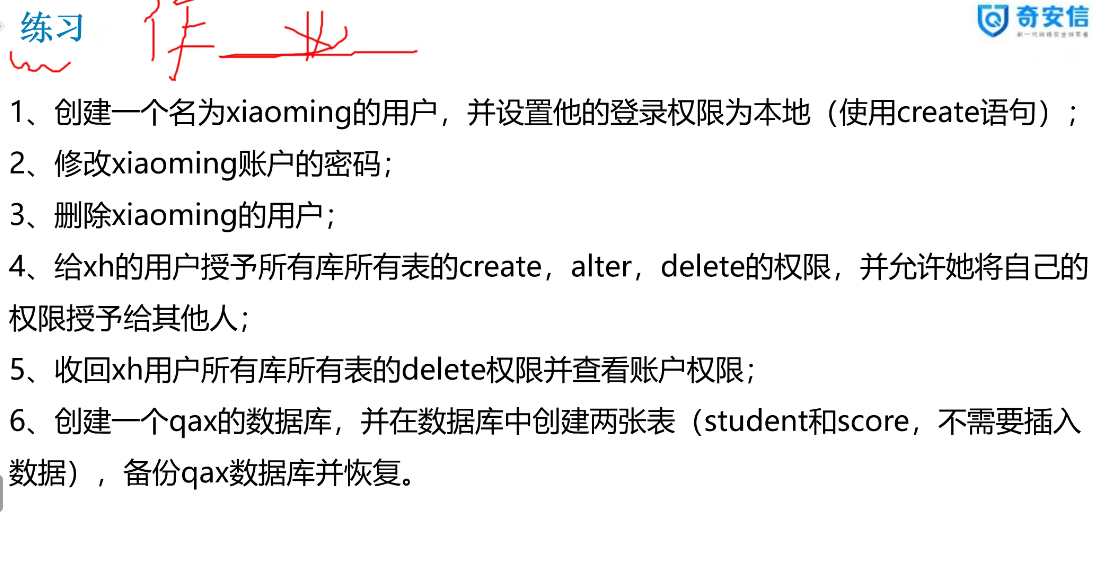 练习
作业
奇安信
新一代网络安全领军者
1、创建一个名为xiaoming的用户，并设置他的登录权限为本地（使用create语句）；
2、修改xiaoming账户的密码；
3、删除xiaoming的用户；
4、给xh的用户授予所有库所有表的create，alter，delete的权限，并允许她将自己的
权限授予给其他人；
5、收回xh用户所有库所有表的delete权限并查看账户权限；
6、创建一个qax的数据库，并在数据库中创建两张表（student和score，不需要插入
数据），备份qax数据库并恢复。